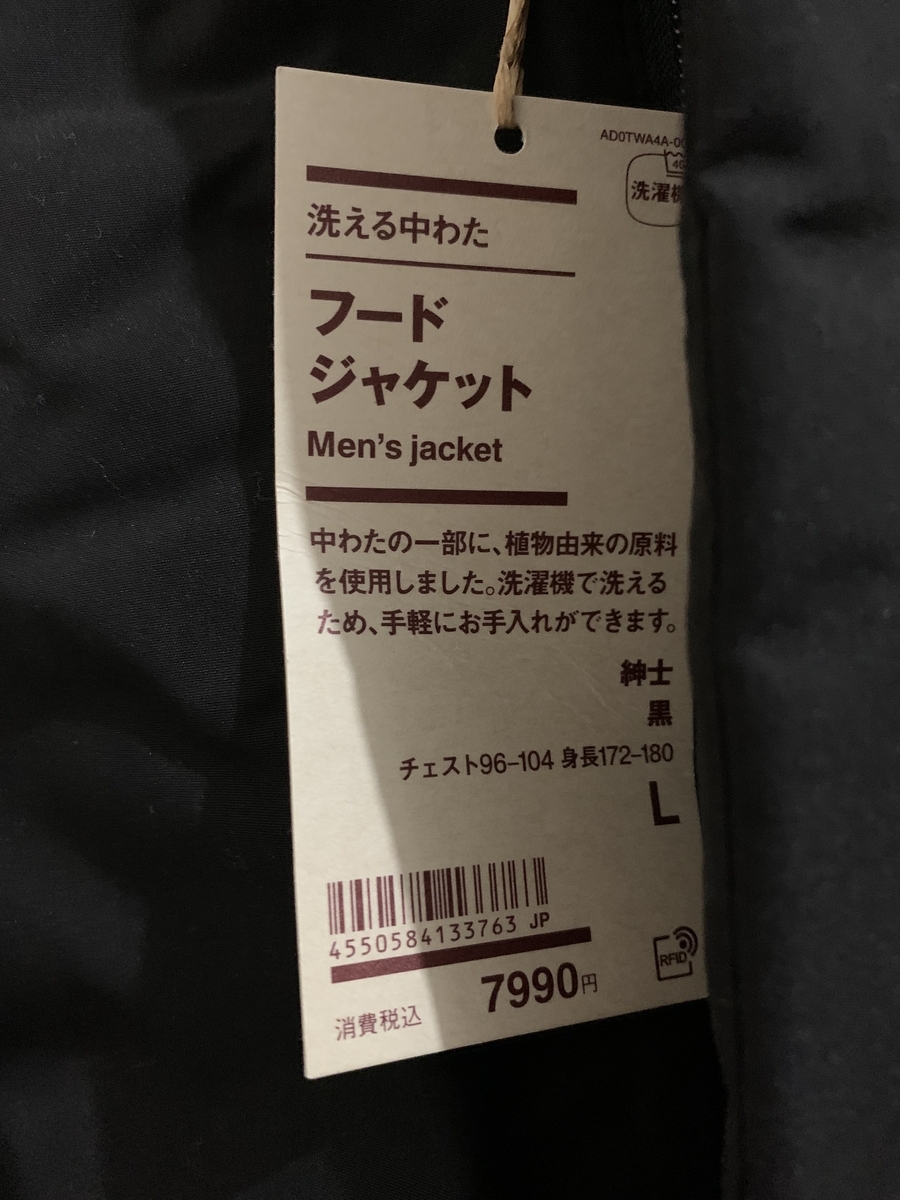 AD0TWA4A-0
40
洗濯機
洗える中わた
フード
ジャケット
Men's jacket
中わたの一部に、植物由来の原料
を使用しました。洗濯機で洗える
ため、手軽にお手入れができます。
紳士
黒
チェスト96-104 身長172-180
L
4550584133763 JP
RFID
7990円
消費税込